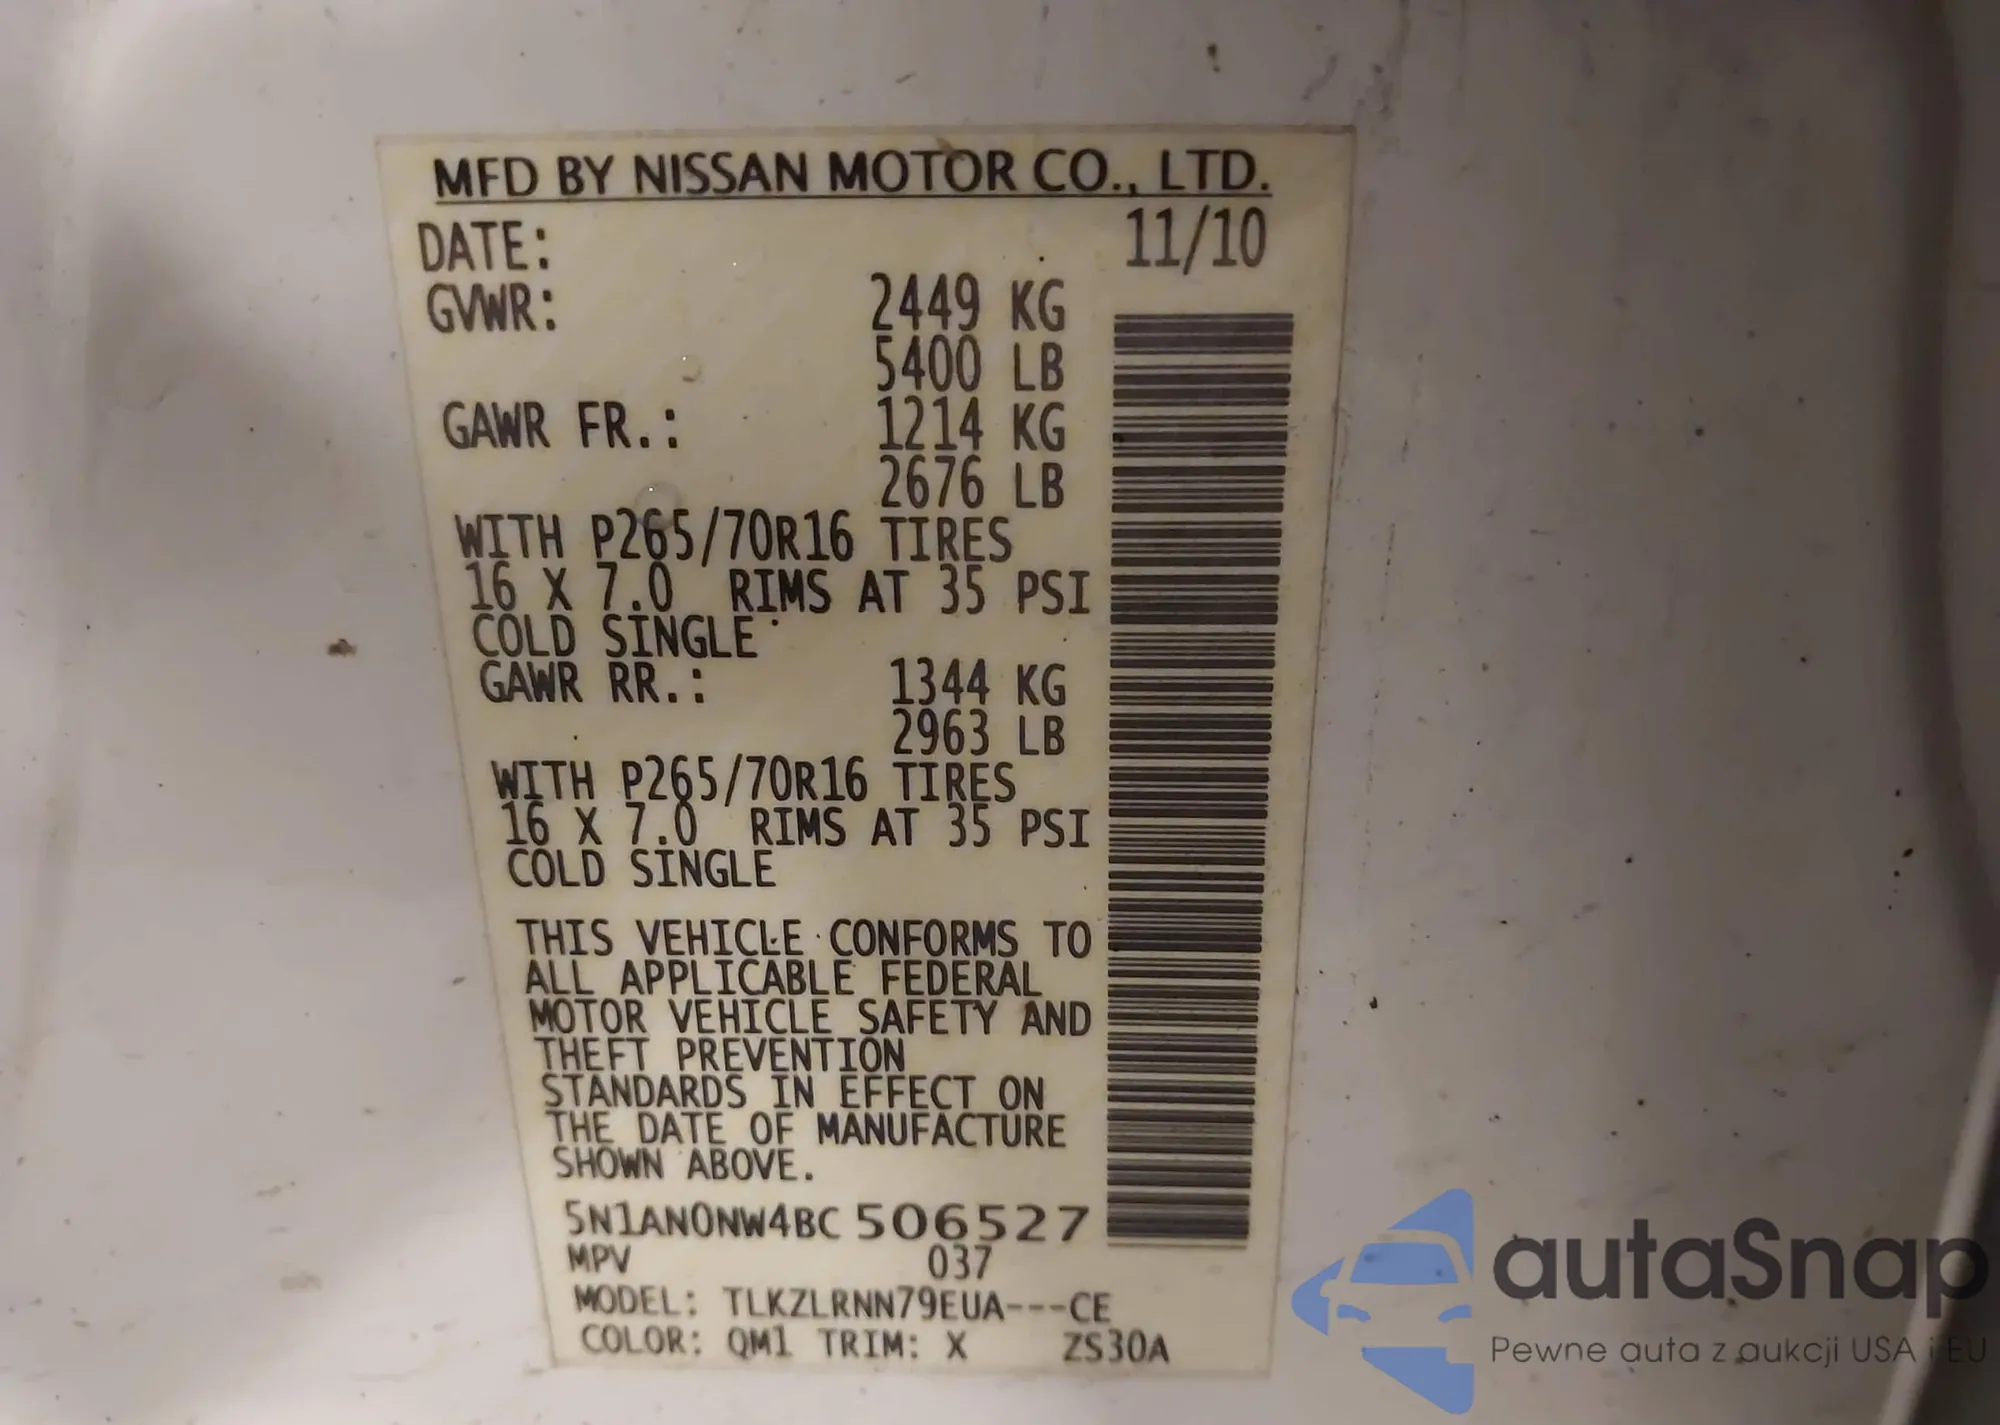 MFD BY NISSAN MOTOR CO., LTD.
DATE: 11/10
GVWR: 2449 KG
5400 LB
GAWR FR.: 1214 KG
2676 LB
WITH P265/70R16 TIRES
16 X 7.0 RIMS AT 35 PSI
COLD SINGLE
GAWR RR.: 1344 KG
2963 LB
WITH P265/70R16 TIRES
16 X 7.0 RIMS AT 35 PSI
COLD SINGLE
THIS VEHICLE CONFORMS TO
ALL APPLICABLE FEDERAL
MOTOR VEHICLE SAFETY AND
THEFT PREVENTION
STANDARDS IN EFFECT ON
THE DATE OF MANUFACTURE
SHOWN ABOVE.
5N1AN0NW4BC506527
MPV 037
MODEL: TLKZLRNN79EUA---CE
COLOR: QM1 TRIM: X ZS30A
autaSnap
Pewne auta z aukcji USA i EU